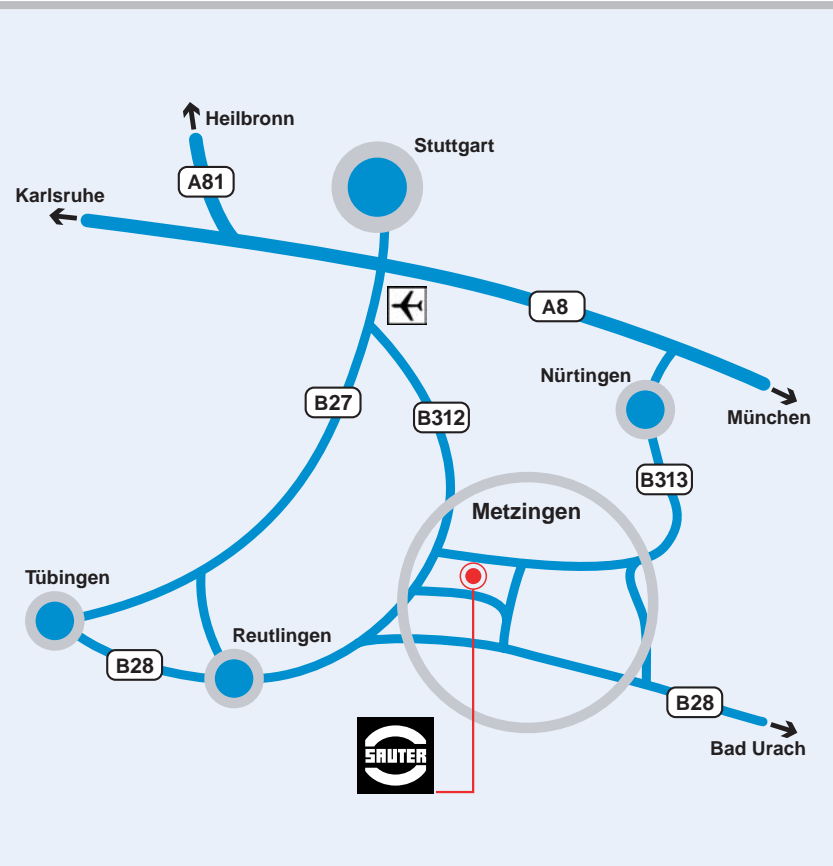 Heilbronn
Stuttgart
A81
Karlsruhe
A8
Nürtingen
B27
B312
München
B313
Metzingen
Tübingen
Reutlingen
B28
B28
SAUTER
Bad Urach